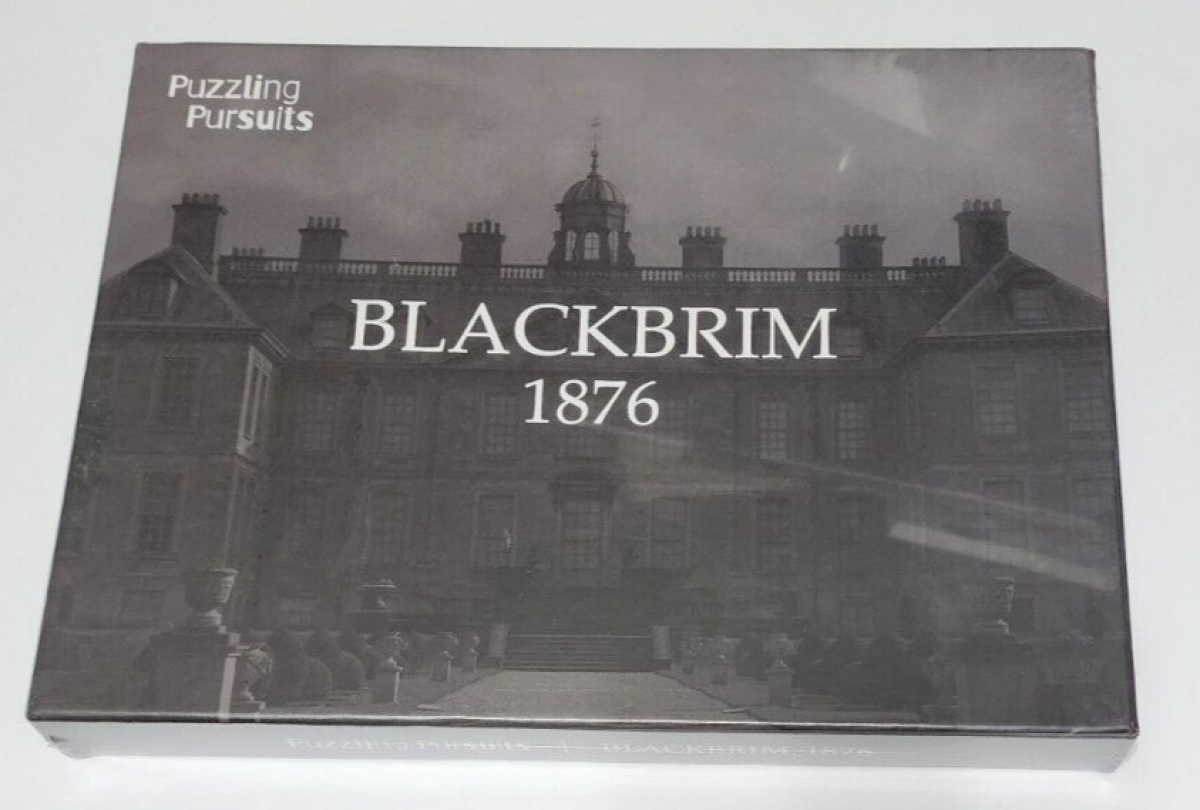 Puzzling
Pursuits
BLACKBRIM
1876
Puzzling Pursuits | BLACKBRIM 1876